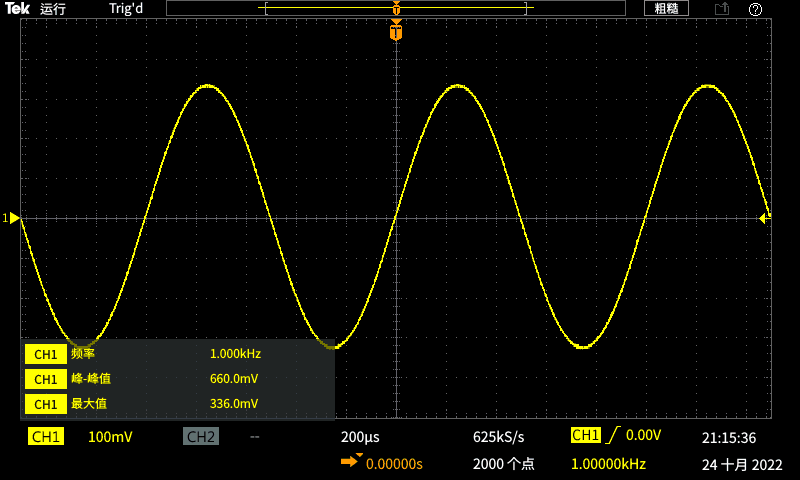 Tek 运行 Trig'd T 粗糙 ?
T
1
CH1 频率 1.000kHz
CH1 峰-峰值 660.0mV
CH1 最大值 336.0mV
CH1 100mV CH2 -- 200µs 625kS/s CH1 0.00V 21:15:36
0.00000s 2000 个点 1.00000kHz 24 十月 2022